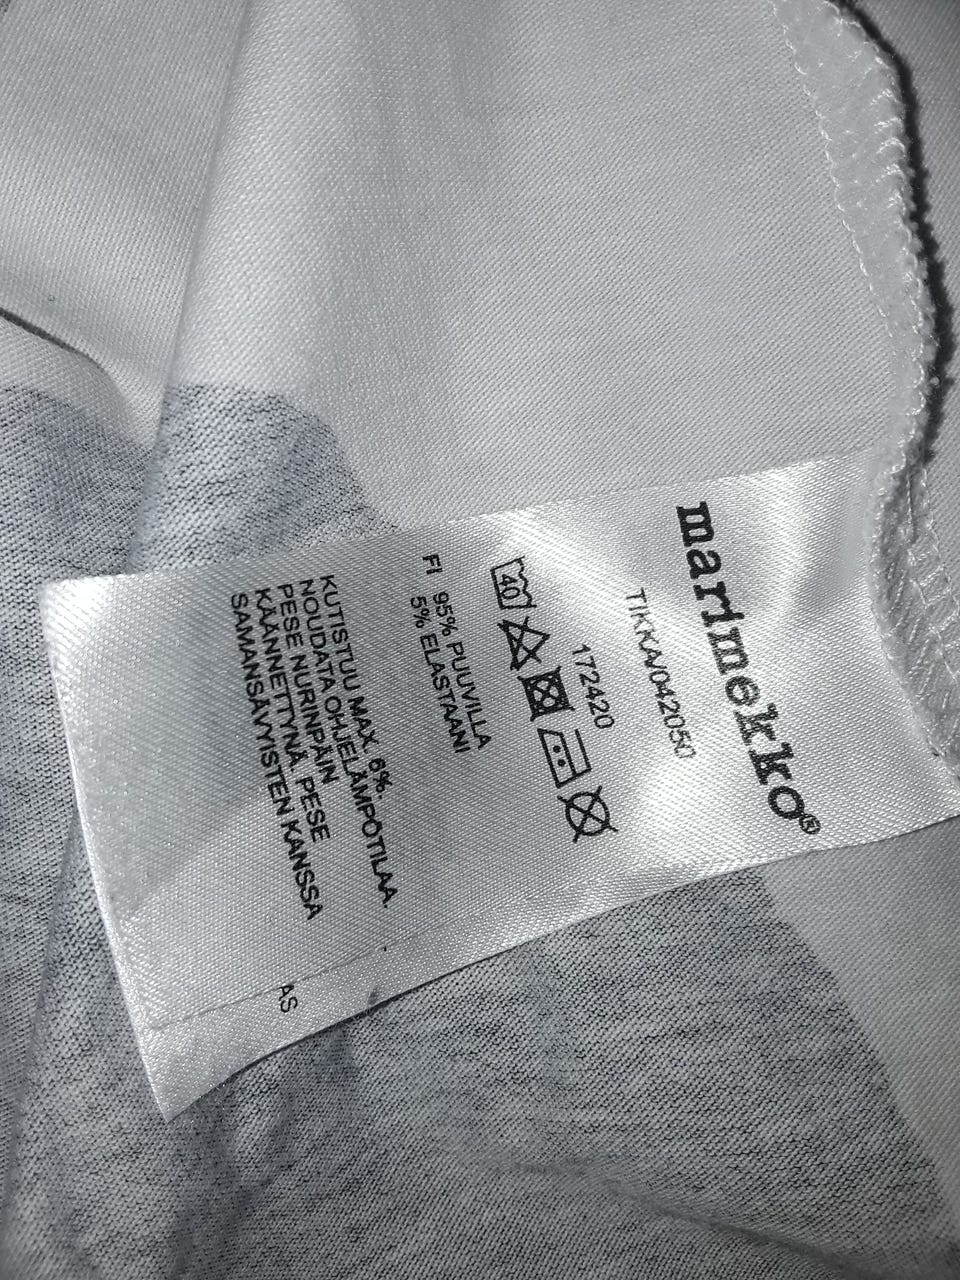 marimekko®
TIKKA/042050
172420
40
FI 95% PUUVILLA
5% ELASTAANI
KUTISTUU MAX 6%.
NOUDATA OHJELÄMPÖTILAA.
PESE NURINPÄIN
KÄÄNNETTYNÄ. PESE
SAMANSÄVYISTEN KANSSA
AS